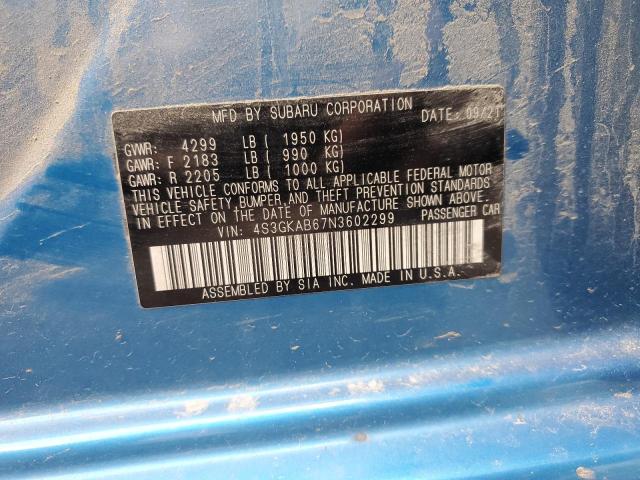 MFD BY SUBARU CORPORATION DATE: 09/21
GVWR: 4299 LB ( 1950 KG)
GAWR: F 2183 LB ( 990 KG)
GAWR: R 2205 LB ( 1000 KG)
THIS VEHICLE CONFORMS TO ALL APPLICABLE FEDERAL MOTOR
VEHICLE SAFETY, BUMPER, AND THEFT PREVENTION STANDARDS
IN EFFECT ON THE DATE OF MANUFACTURE SHOWN ABOVE.
VIN: 4S3GKAB67N3602299 PASSENGER CAR
ASSEMBLED BY SIA INC. MADE IN U.S.A.